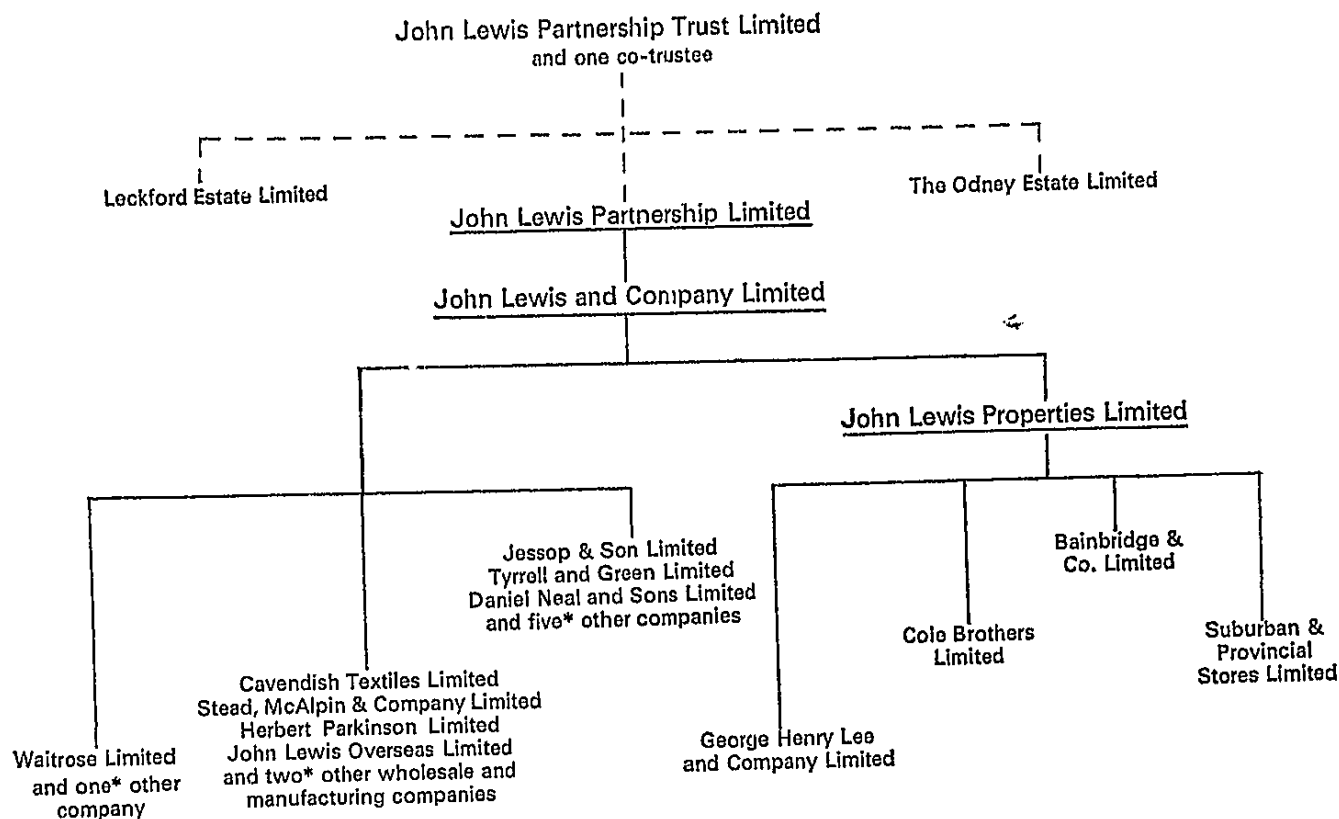 John Lewis Partnership Trust Limited
and one co-trustee
Leckford Estate Limited
The Odney Estate Limited
John Lewis Partnership Limited
John Lewis and Company Limited
John Lewis Properties Limited
Jessop & Son Limited
Tyrrell and Green Limited
Daniel Neal and Sons Limited
and five* other companies
Bainbridge &
Co. Limited
Cole Brothers
Limited
Suburban &
Provincial
Stores Limited
Cavendish Textiles Limited
Stead, McAlpin & Company Limited
Herbert Parkinson Limited
John Lewis Overseas Limited
and two* other wholesale and
manufacturing companies
Waitrose Limited
and one* other
company
George Henry Lee
and Company Limited